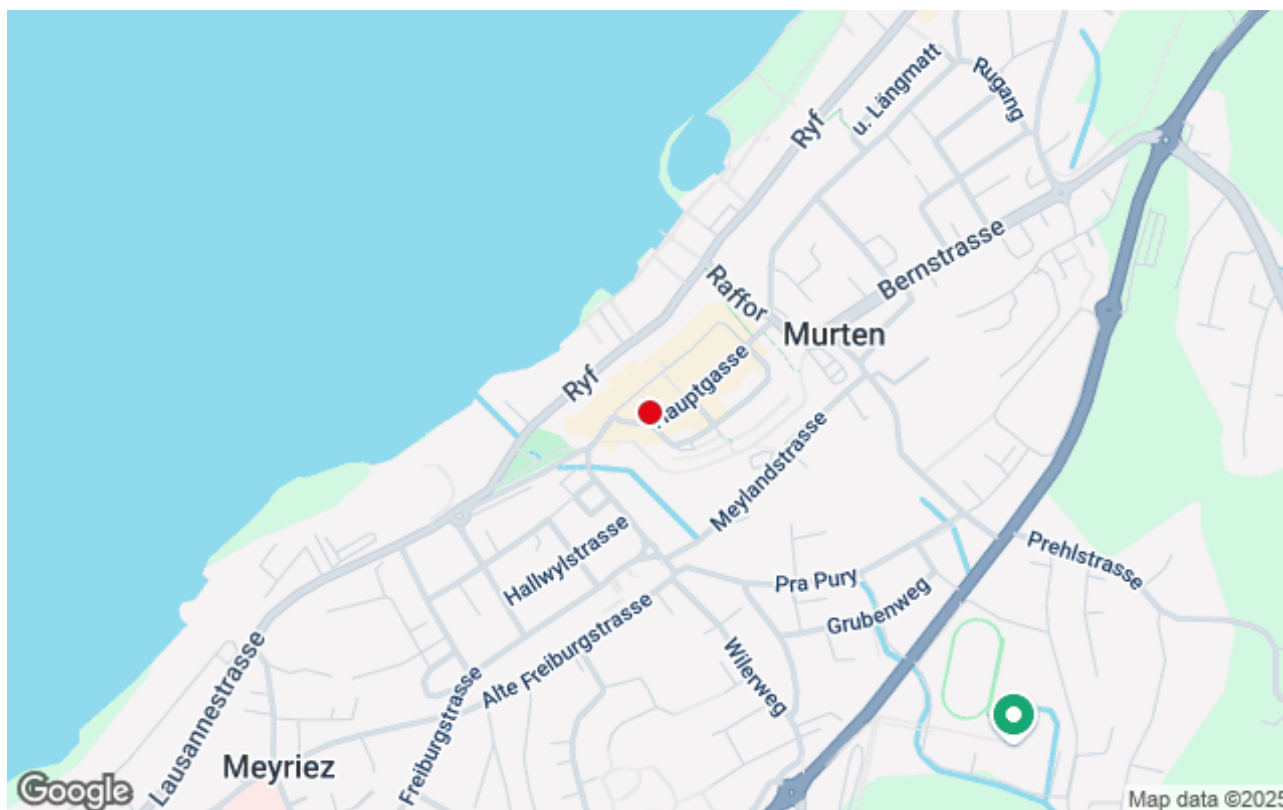 u. Längmatt
Rugang
Ryf
Bernstrasse
Raffor
Murten
Ryf
Hauptgasse
Meylandstrasse
Prehlstrasse
Hallwylstrasse
Pra Pury
Grubenweg
Alte Freiburgstrasse
Wilerweg
Lausannestrasse
Freiburgstrasse
Meyriez
Google
Map data ©2025